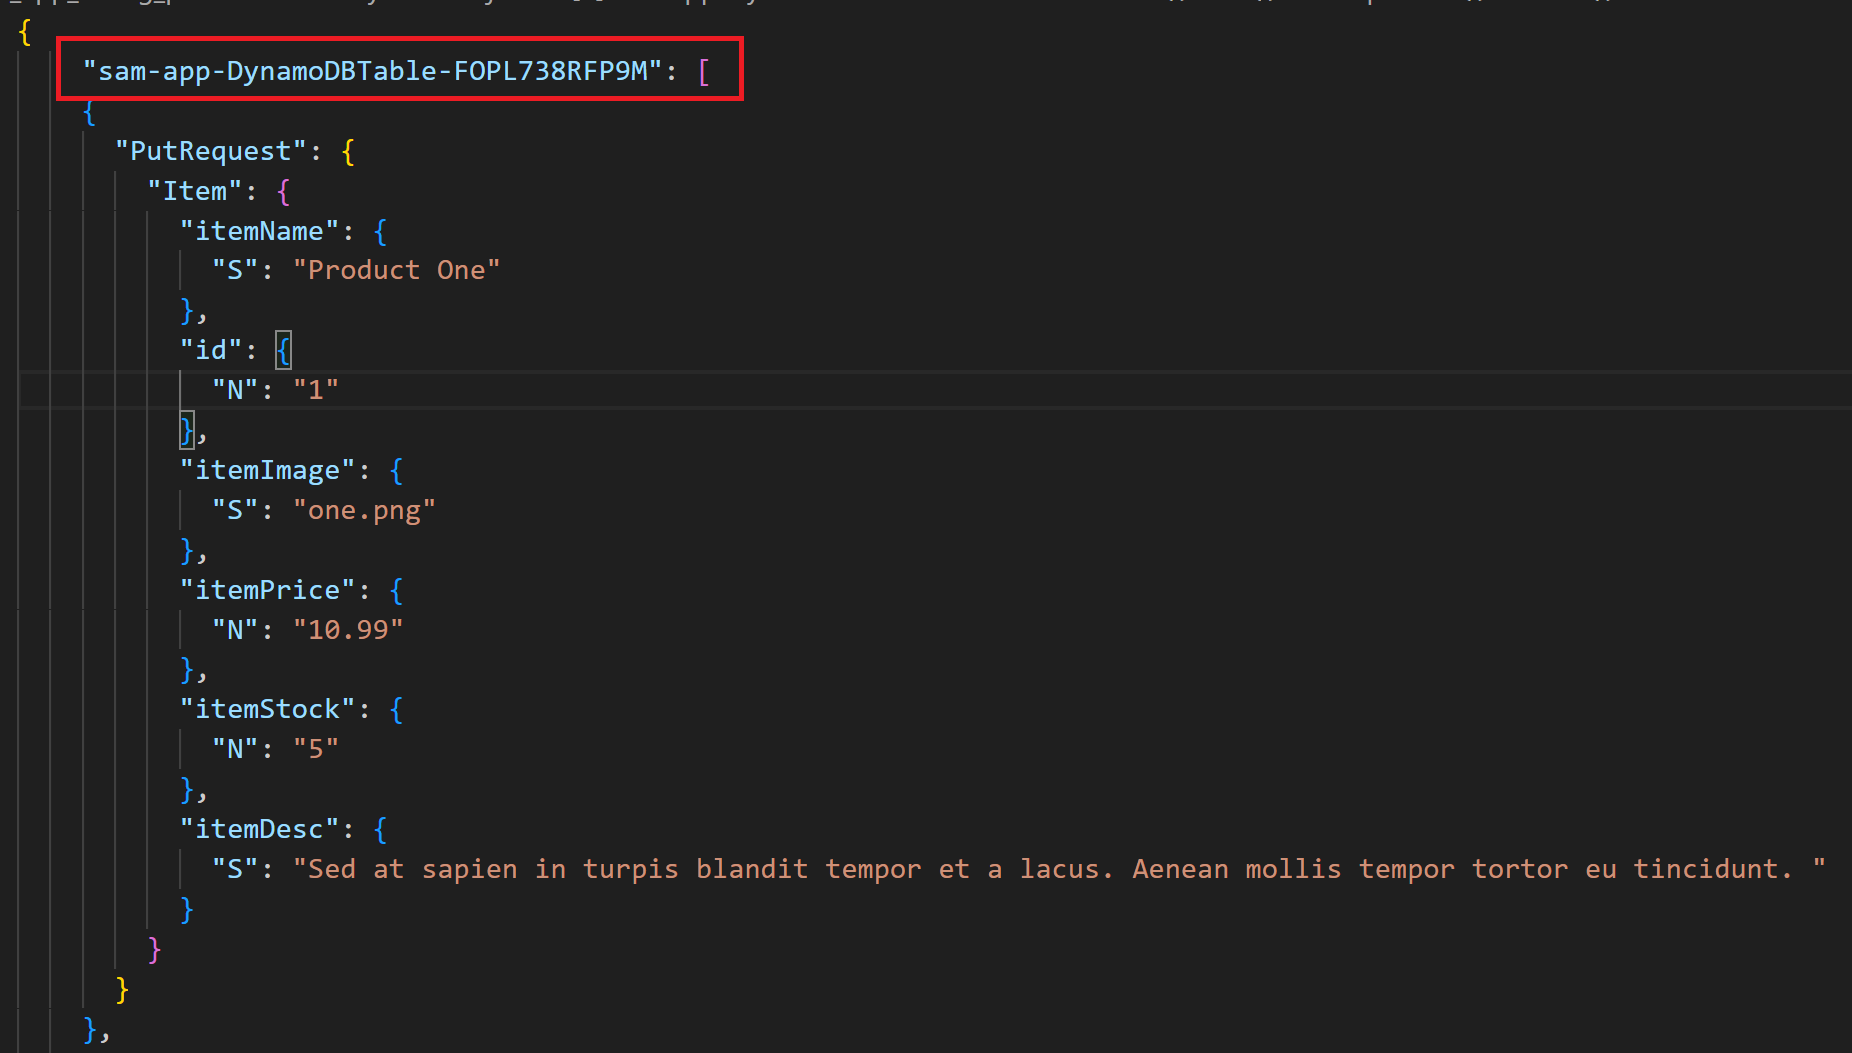 {
"sam-app-DynamoDBTable-FOPL738RFP9M": [
{
"PutRequest": {
"Item": {
"itemName": {
"S": "Product One"
},
"id": {
"N": "1"
},
"itemImage": {
"S": "one.png"
},
"itemPrice": {
"N": "10.99"
},
"itemStock": {
"N": "5"
},
"itemDesc": {
"S": "Sed at sapien in turpis blandit tempor et a lacus. Aenean mollis tempor tortor eu tincidunt. "
}
}
}
},